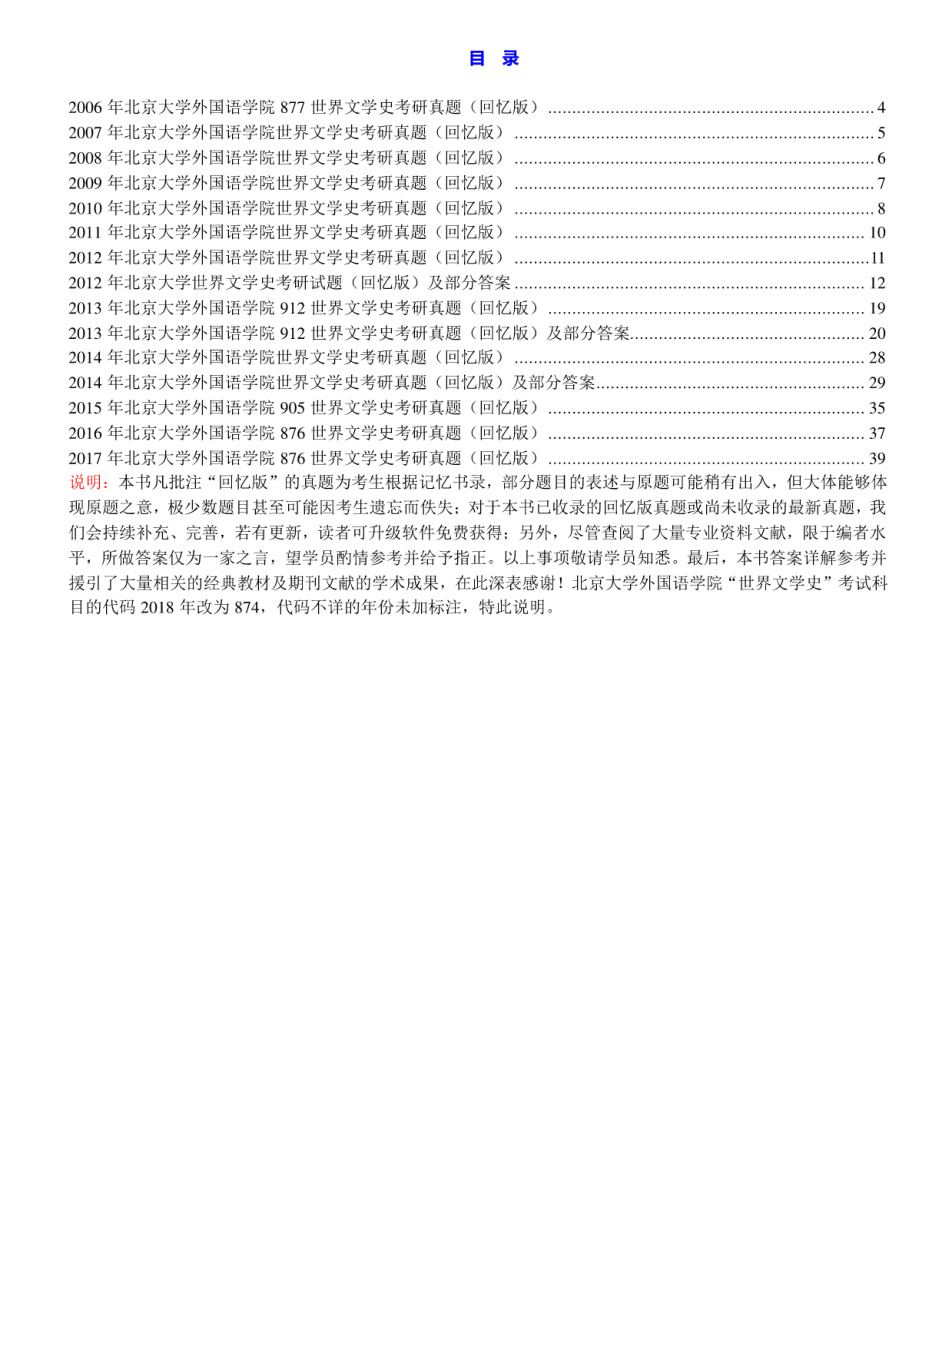 目 录
2006 年北京大学外国语学院 877 世界文学史考研真题（回忆版） .................................................................... 4
2007 年北京大学外国语学院世界文学史考研真题（回忆版） ........................................................................... 5
2008 年北京大学外国语学院世界文学史考研真题（回忆版） ........................................................................... 6
2009 年北京大学外国语学院世界文学史考研真题（回忆版） ........................................................................... 7
2010 年北京大学外国语学院世界文学史考研真题（回忆版） ........................................................................... 8
2011 年北京大学外国语学院世界文学史考研真题（回忆版） ......................................................................... 10
2012 年北京大学外国语学院世界文学史考研真题（回忆版） ..........................................................................11
2012 年北京大学世界文学史考研试题（回忆版）及部分答案 ......................................................................... 12
2013 年北京大学外国语学院 912 世界文学史考研真题（回忆版） .................................................................. 19
2013 年北京大学外国语学院 912 世界文学史考研真题（回忆版）及部分答案................................................. 20
2014 年北京大学外国语学院世界文学史考研真题（回忆版） ......................................................................... 28
2014 年北京大学外国语学院世界文学史考研真题（回忆版）及部分答案........................................................ 29
2015 年北京大学外国语学院 905 世界文学史考研真题（回忆版） .................................................................. 35
2016 年北京大学外国语学院 876 世界文学史考研真题（回忆版） .................................................................. 37
2017 年北京大学外国语学院 876 世界文学史考研真题（回忆版） .................................................................. 39
说明：本书凡批注“回忆版”的真题为考生根据记忆书录，部分题目的表述与原题可能稍有出入，但大体能够体
现原题之意，极少数题目甚至可能因考生遗忘而佚失；对于本书已收录的回忆版真题或尚未收录的最新真题，我
们会持续补充、完善，若有更新，读者可升级软件免费获得；另外，尽管查阅了大量专业资料文献，限于编者水
平，所做答案仅为一家之言，望学员酌情参考并给予指正。以上事项敬请学员知悉。最后，本书答案详解参考并
援引了大量相关的经典教材及期刊文献的学术成果，在此深表感谢！北京大学外国语学院“世界文学史”考试科
目的代码 2018 年改为 874，代码不详的年份未加标注，特此说明。